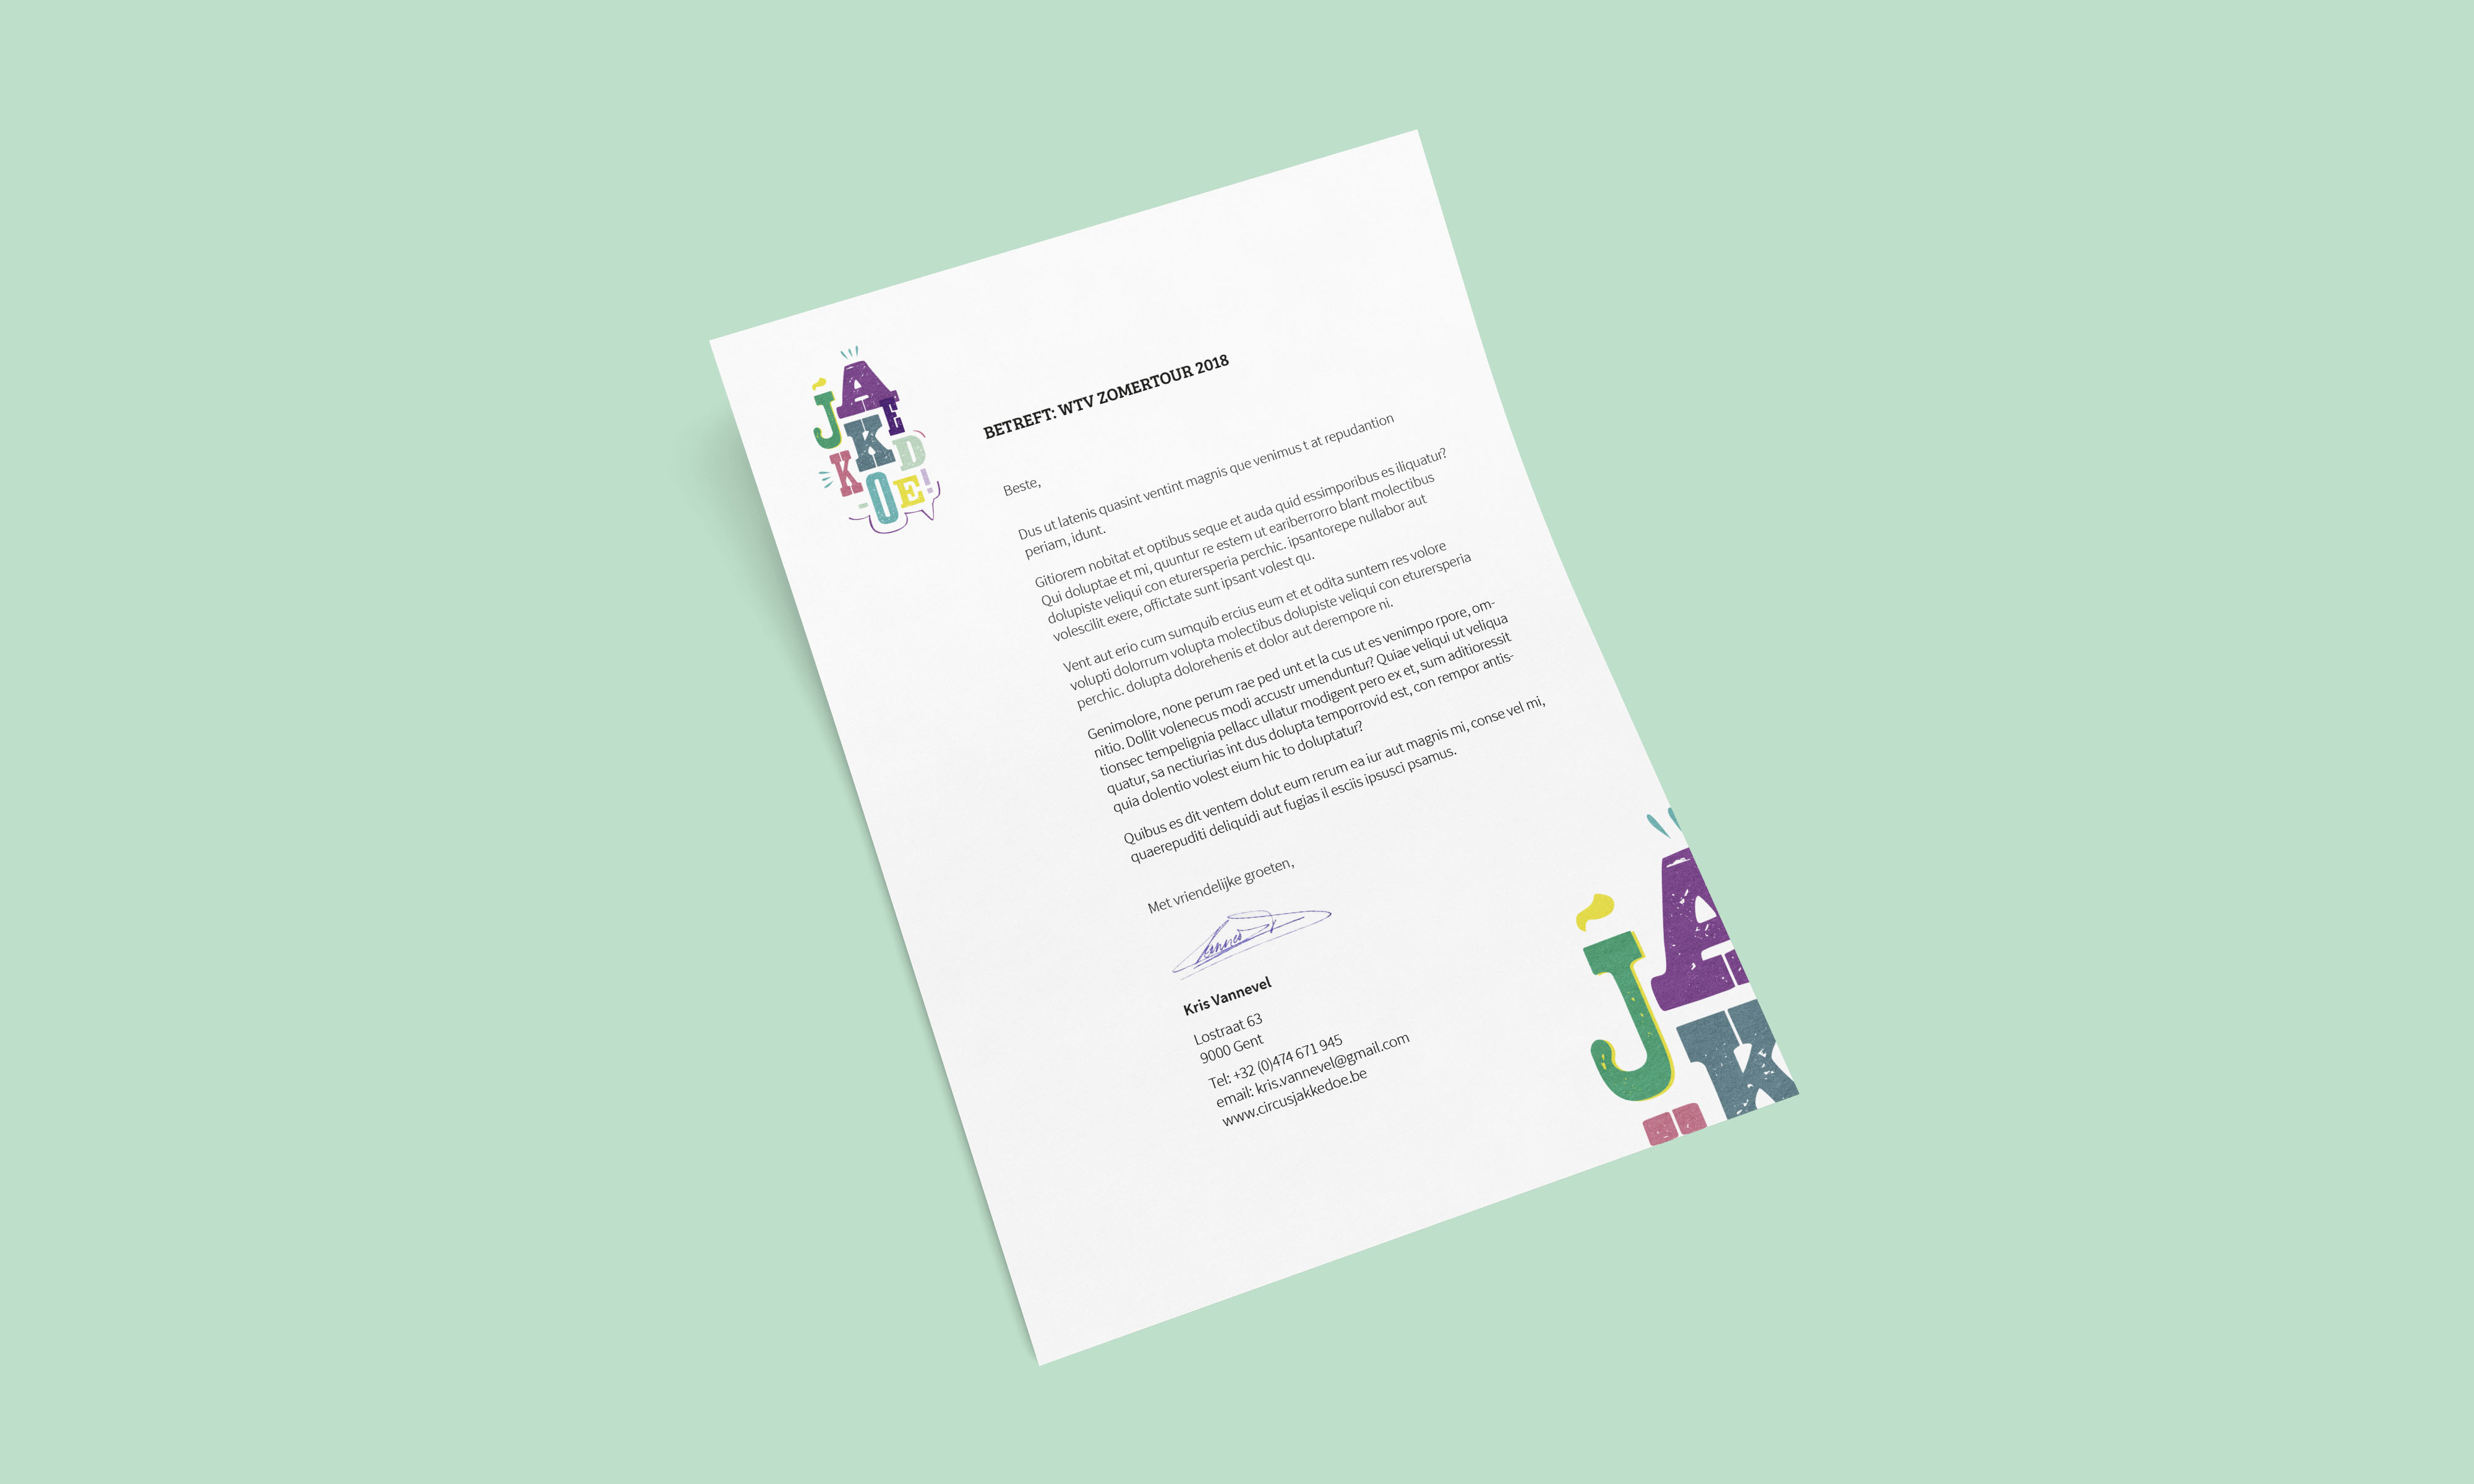 JAEKKDOE!
BETREFT: WTV ZOMERTOUR 2018
Beste,
Dus ut latenis quasint ventint magnis que venimus t at repudantion
periam, idunt.
Gitiorem nobitat et optibus seque et auda quid essimporibus es iliquatur?
Qui doluptae et mi, quuntur re estem ut eariberrorro blant molectibus
dolupiste veliqui con eturersperia perchic. ipsantorepe nullabor aut
volescilit exere, offictate sunt ipsant volest qu.
Vent aut erio cum sumquib ercius eum et et odita suntem res volore
volupti dolorrum volupta molectibus dolupiste veliqui con eturersperia
perchic. dolupta dolorehenis et dolor aut derempore ni.
Genimolore, none perum rae ped unt et la cus ut es venimpo rpore, om-
nitio. Dollit volenecus modi accustr umenduntur? Quiae veliqui ut veliqua
tionsec tempelignia pellacc ullatur modigent pero ex et, sum aditioressit
quatur, sa nectiurias int dus dolupta temporrovid est, con rempor antis-
quia dolentio volest eium hic to doluptatur?
Quibus es dit ventem dolut eum rerum ea iur aut magnis mi, conse vel mi,
quaerepuditi deliquidi aut fugias il esciis ipsusci psamus.
Met vriendelijke groeten,
Kris Vannevel
Lostraat 63
9000 Gent
Tel: +32 (0)474 671 945
email: kris.vannevel@gmail.com
www.circusjakkedoe.be
JAK